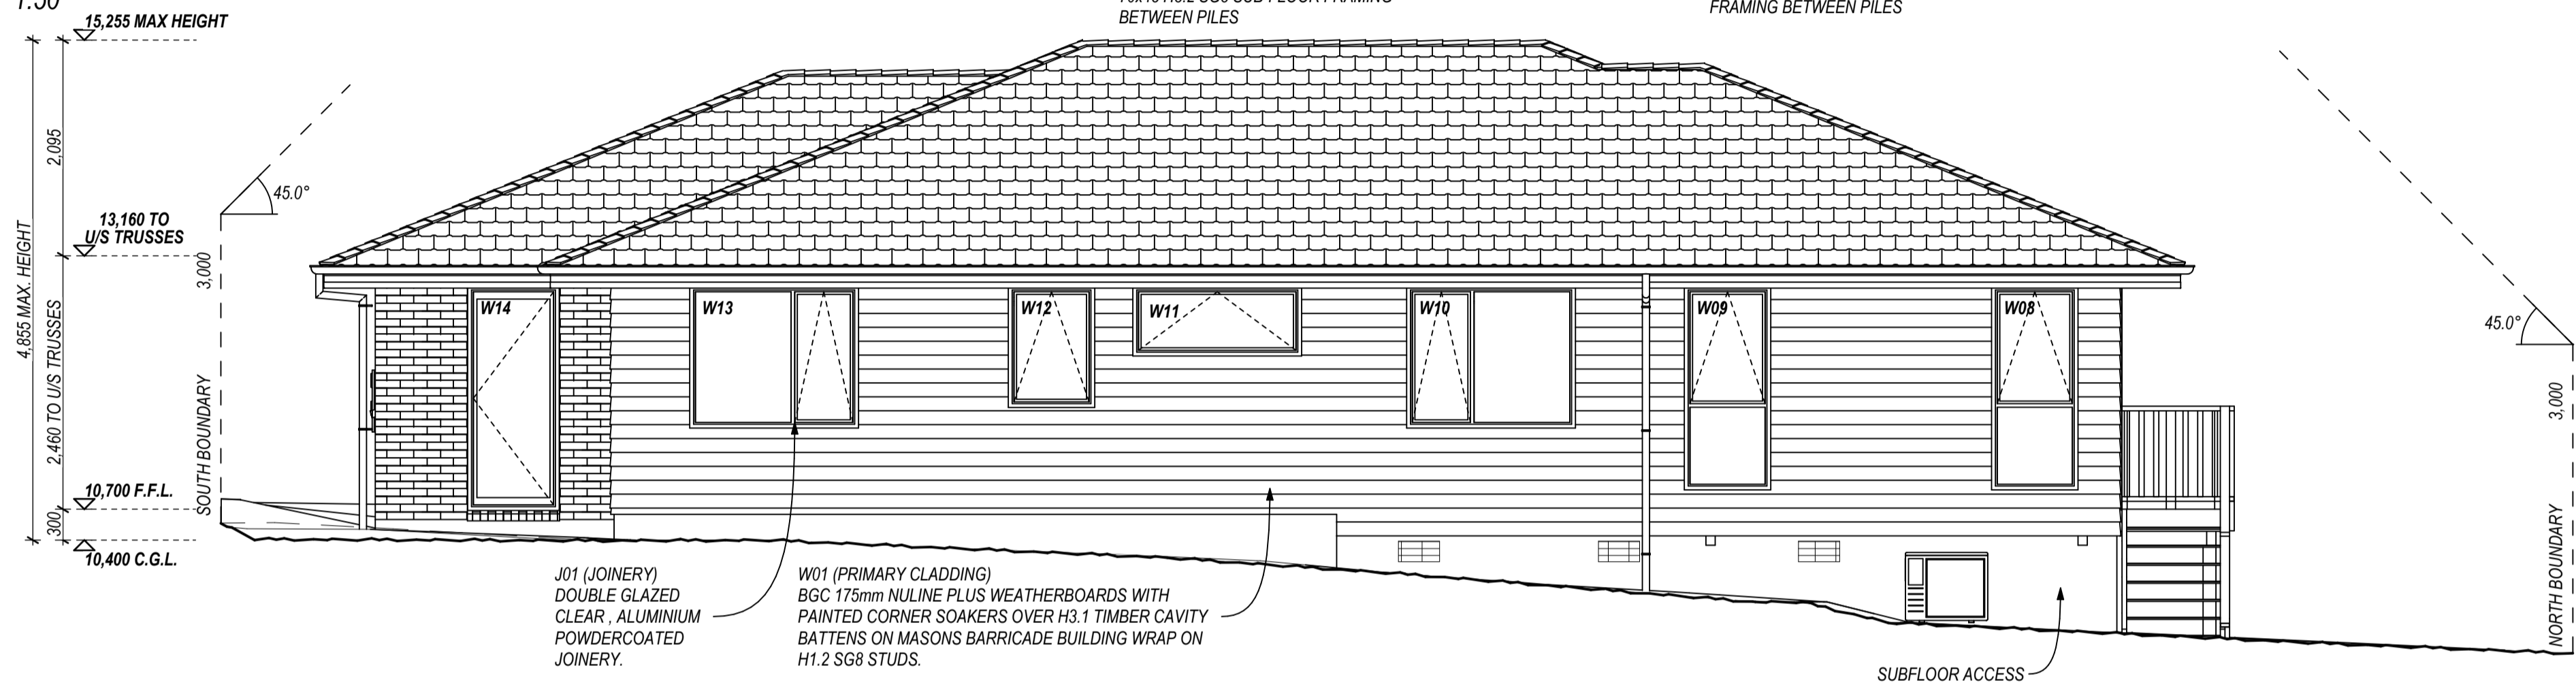 1:50
BETWEEN PILES
FRAMING BETWEEN PILES
15,255 MAX HEIGHT
2,095
45.0°
13,160 TO
U/S TRUSSES
4,855 MAX. HEIGHT
2,460 TO U/S TRUSSES
3,000
SOUTH BOUNDARY
10,700 F.F.L.
300
10,400 C.G.L.
W14
W13
W12
W11
W10
W09
W08
45.0°
3,000
NORTH BOUNDARY
J01 (JOINERY)
DOUBLE GLAZED
CLEAR , ALUMINIUM
POWDERCOATED
JOINERY.
W01 (PRIMARY CLADDING)
BGC 175mm NULINE PLUS WEATHERBOARDS WITH
PAINTED CORNER SOAKERS OVER H3.1 TIMBER CAVITY
BATTENS ON MASONS BARRICADE BUILDING WRAP ON
H1.2 SG8 STUDS.
SUBFLOOR ACCESS